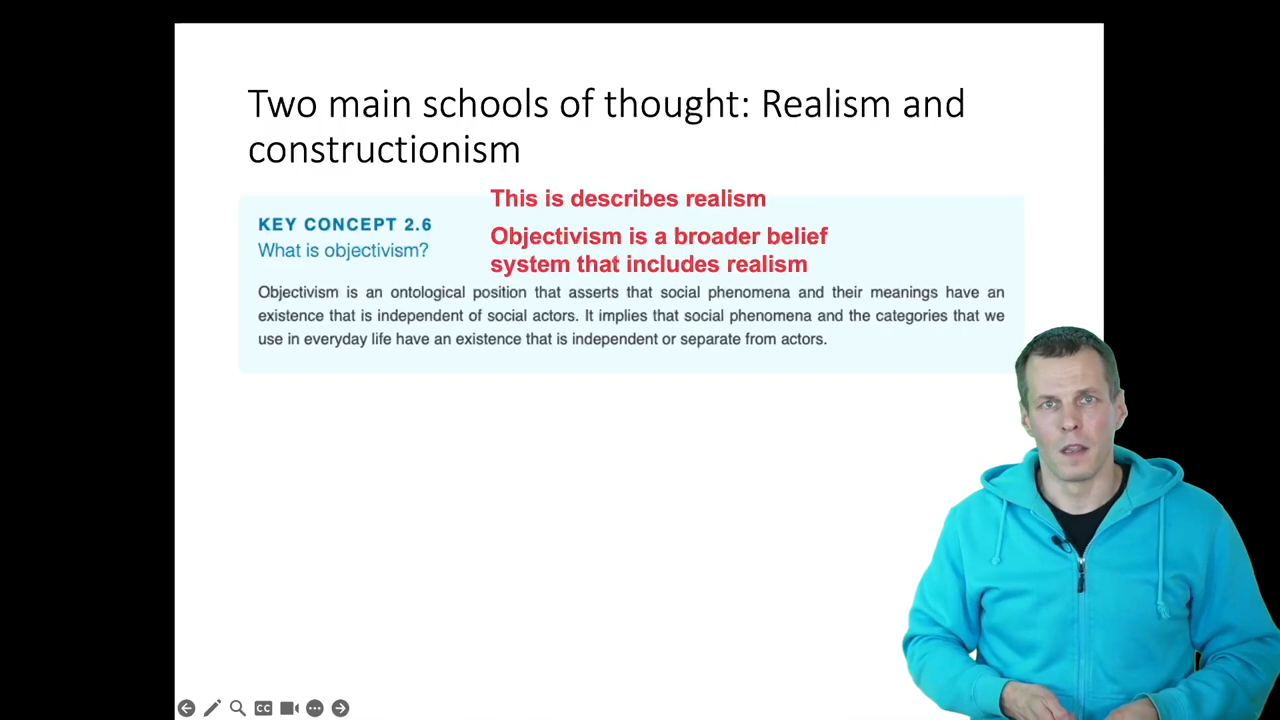 Two main schools of thought: Realism and
constructionism
This is describes realism
KEY CONCEPT 2.6
Objectivism is a broader belief
What is objectivism?
system that includes realism
Objectivism is an ontological position that asserts that social phenomena and their meanings have an
existence that is independent of social actors. It implies that social phenomena and the categories that we
use in everyday life have an existence that is independent or separate from actors.
CC